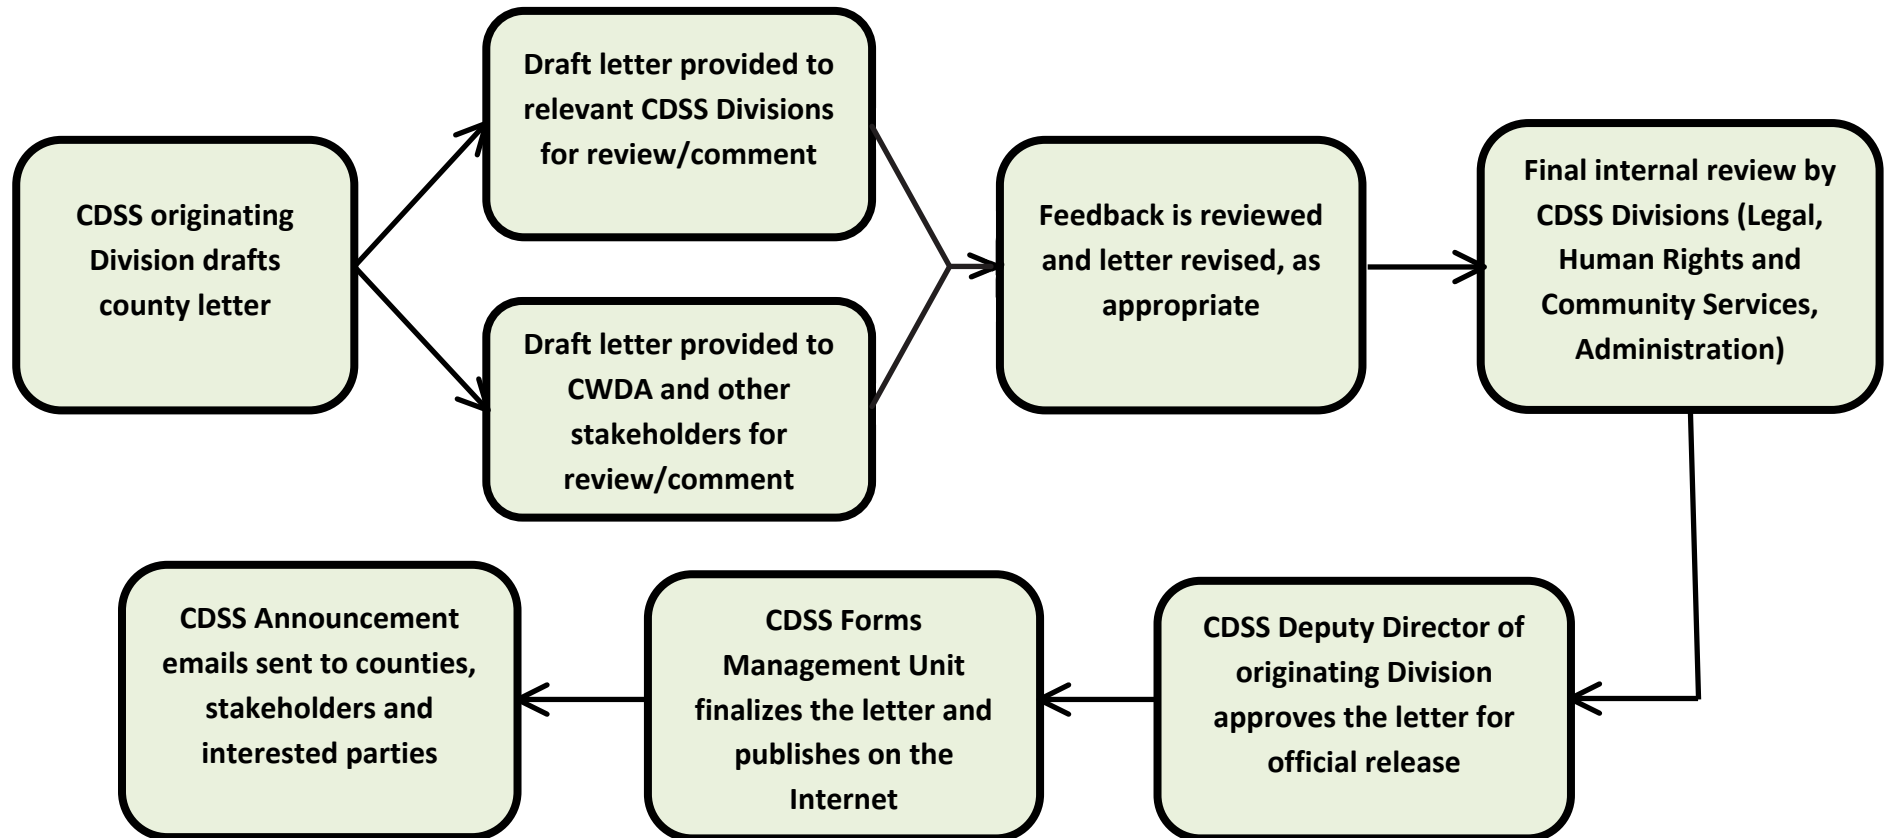 CDSS originating
Division drafts
county letter
Draft letter provided to
relevant CDSS Divisions
for review/comment
Draft letter provided to
CWDA and other
stakeholders for
review/comment
Feedback is reviewed
and letter revised, as
appropriate
Final internal review by
CDSS Divisions (Legal,
Human Rights and
Community Services,
Administration)
CDSS Deputy Director of
originating Division
approves the letter for
official release
CDSS Forms
Management Unit
finalizes the letter and
publishes on the
Internet
CDSS Announcement
emails sent to counties,
stakeholders and
interested parties